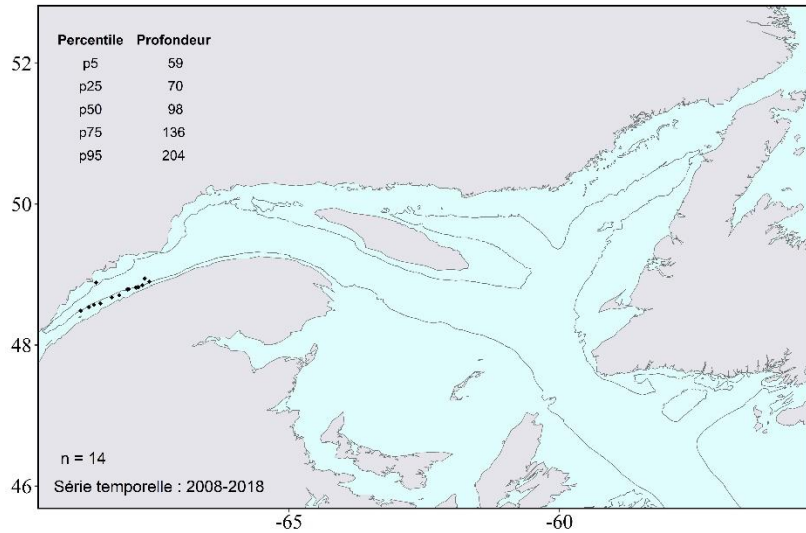 Percentile Profondeur
p5 59
p25 70
p50 98
p75 136
p95 204
52
50
48
46
n = 14
Série temporelle : 2008-2018
-65 -60